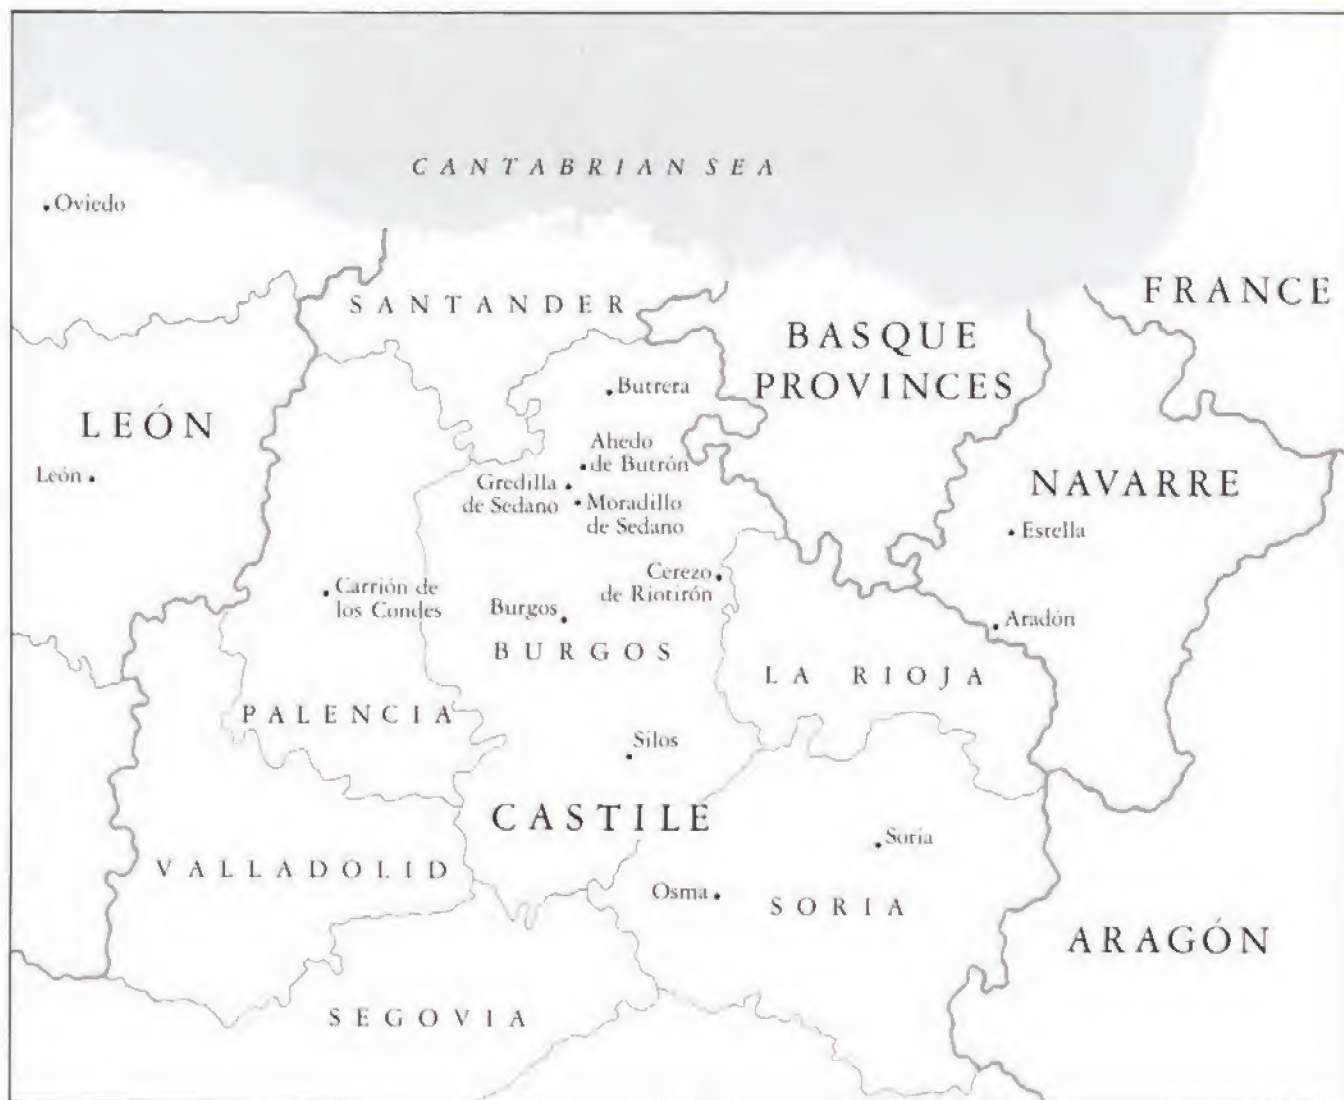 CANTABRIAN SEA
Oviedo
FRANCE
SANTANDER
BASQUE
PROVINCES
Butrera
LEÓN
León
Ahedo
de Butrón
Gredilla
de Sedano
Moradillo
de Sedano
NAVARRE
Estella
Carrión de
los Condes
Cerezo
de Riotirón
Burgos
BURGOS
Aradón
LA RIOJA
PALENCIA
Silos
CASTILE
Soria
VALLADOLID
Osma
SORIA
ARAGÓN
SEGOVIA